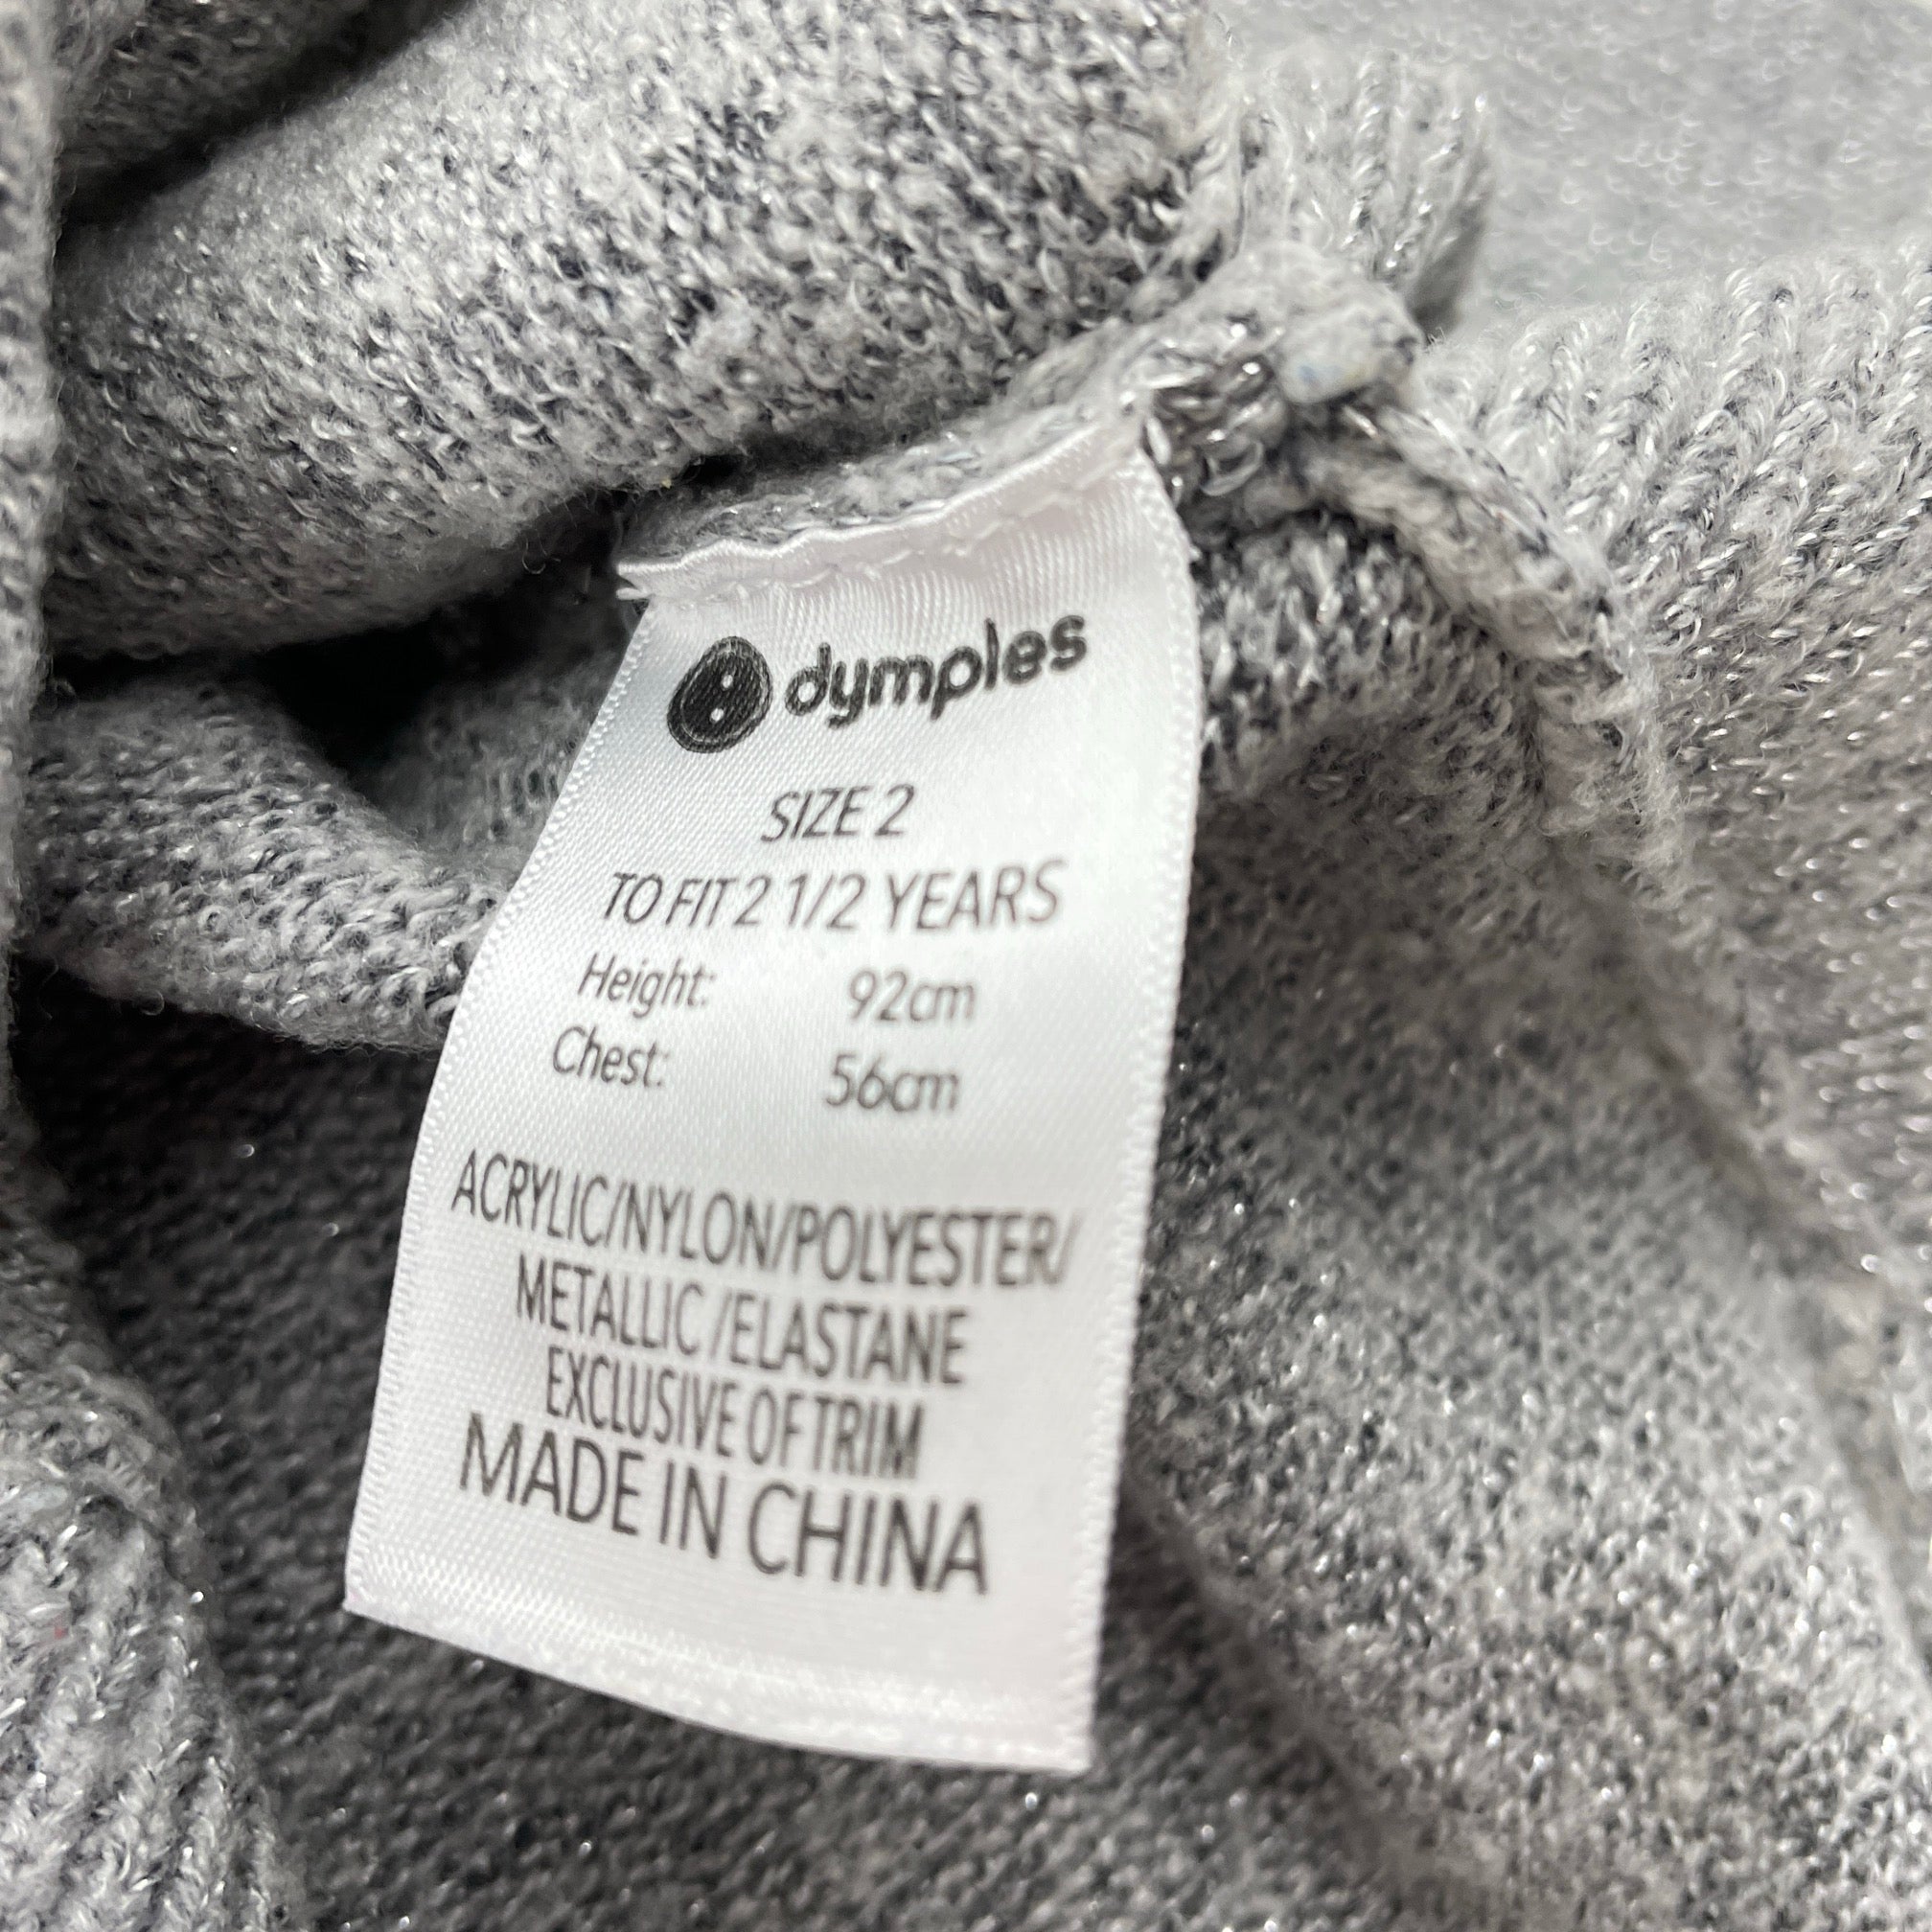 dymples
SIZE 2
TO FIT 2 1/2 YEARS
Height: 92cm
Chest: 56cm
ACRYLIC/NYLON/POLYESTER/
METALLIC /ELASTANE
EXCLUSIVE OF TRIM
MADE IN CHINA